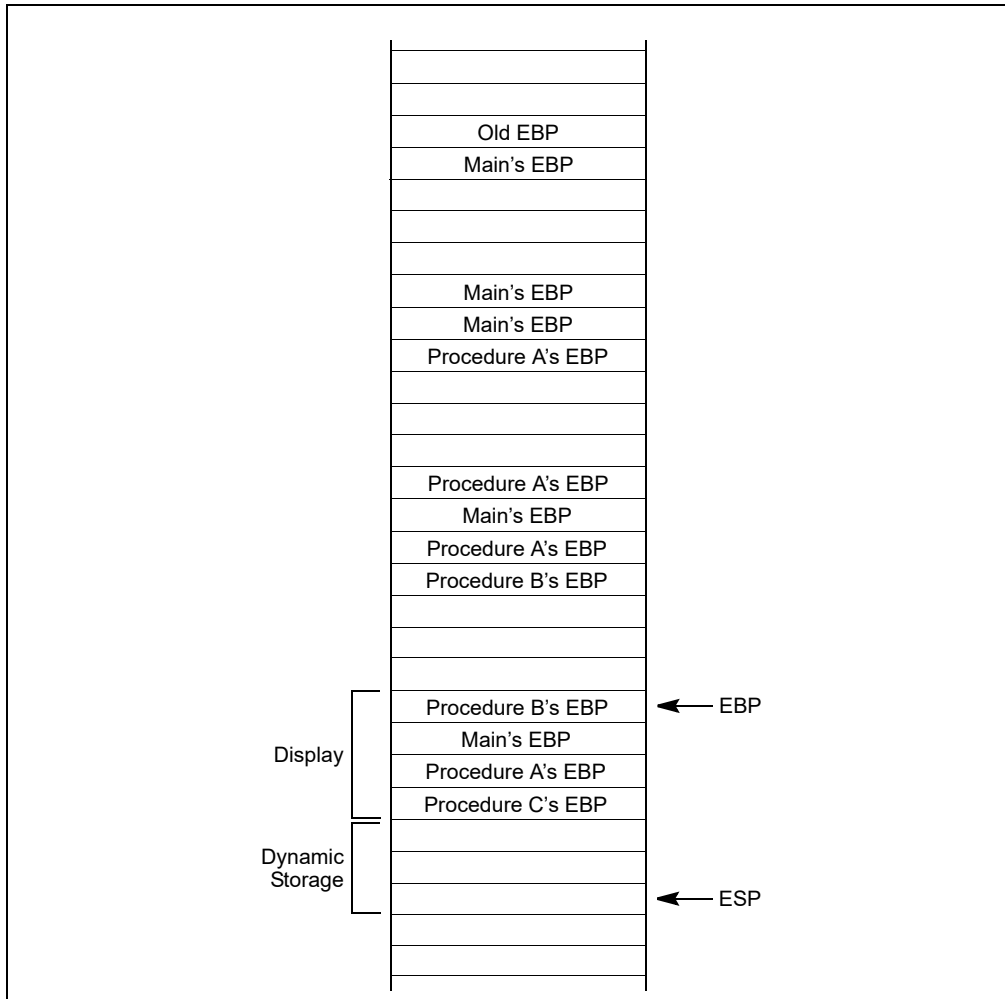 Old EBP
Main’s EBP
Main’s EBP
Main’s EBP
Procedure A’s EBP
Procedure A’s EBP
Main’s EBP
Procedure A’s EBP
Procedure B’s EBP
Procedure B’s EBP
EBP
Main’s EBP
Display
Procedure A’s EBP
Procedure C’s EBP
Dynamic
Storage
ESP